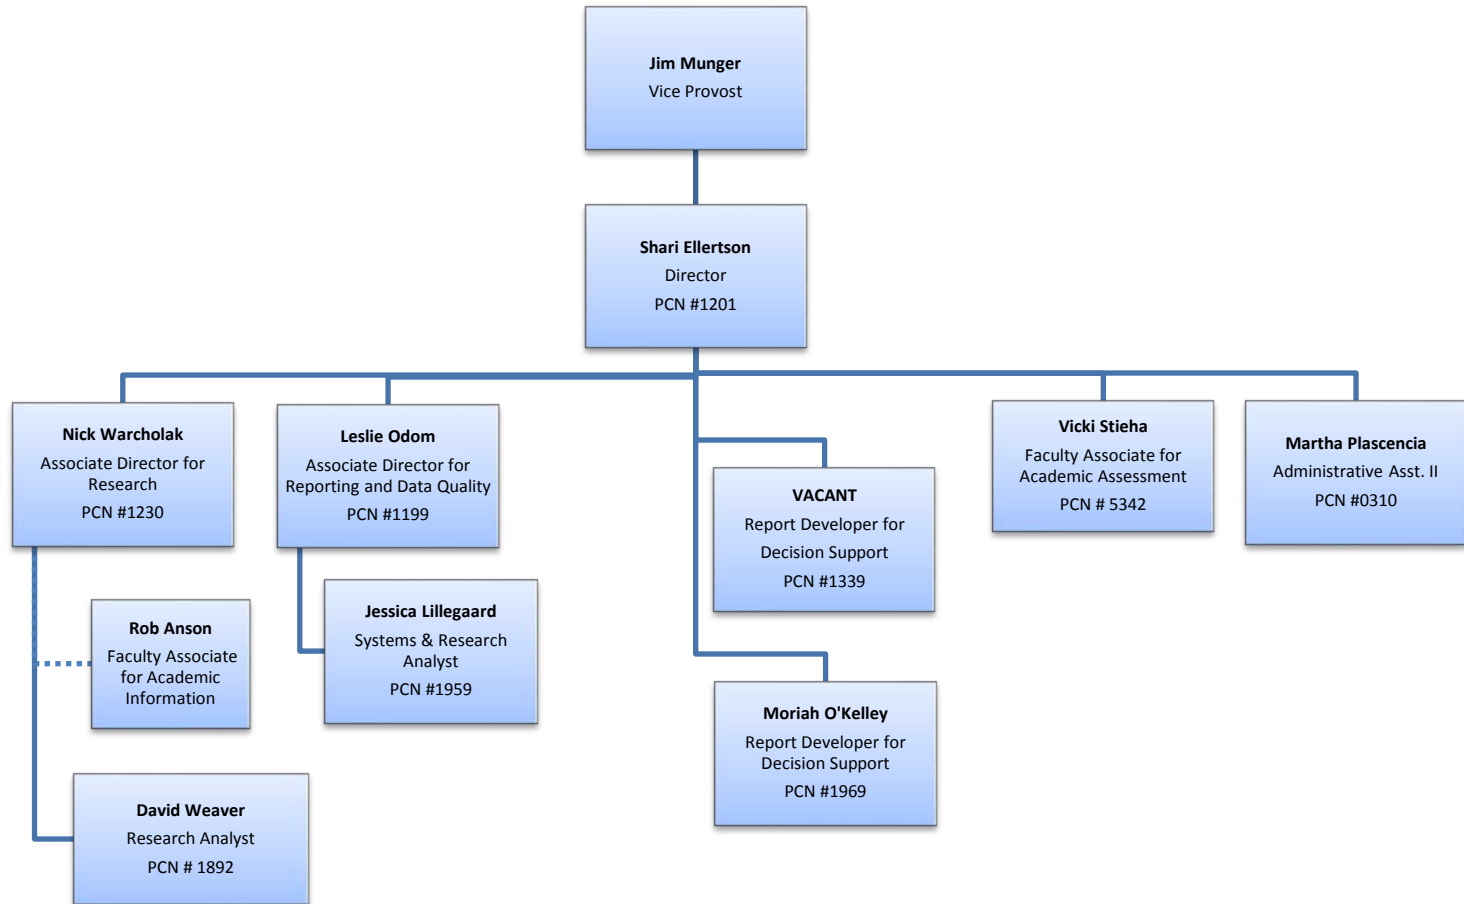 Jim Munger
Vice Provost
Shari Ellertson
Director
PCN #1201
Nick Warcholak
Associate Director for
Research
PCN #1230
Leslie Odom
Associate Director for
Reporting and Data Quality
PCN #1199
VACANT
Report Developer for
Decision Support
PCN #1339
Vicki Stieha
Faculty Associate for
Academic Assessment
PCN # 5342
Martha Plascencia
Administrative Asst. II
PCN #0310
Rob Anson
Faculty Associate
for Academic
Information
Jessica Lillegaard
Systems & Research
Analyst
PCN #1959
Moriah O'Kelley
Report Developer for
Decision Support
PCN #1969
David Weaver
Research Analyst
PCN # 1892